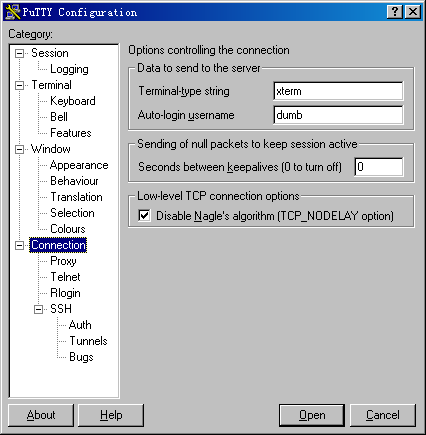 PuTTY Configuration
Category:
Session
Logging
Terminal
Keyboard
Bell
Features
Window
Appearance
Behaviour
Translation
Selection
Colours
Connection
Proxy
Telnet
Rlogin
SSH
Auth
Tunnels
Bugs
Options controlling the connection
Data to send to the server
Terminal-type string xterm
Auto-login username dumb
Sending of null packets to keep session active
Seconds between keepalives (0 to turn off) 0
Low-level TCP connection options
Disable Nagle's algorithm (TCP_NODELAY option)
About Help Open Cancel